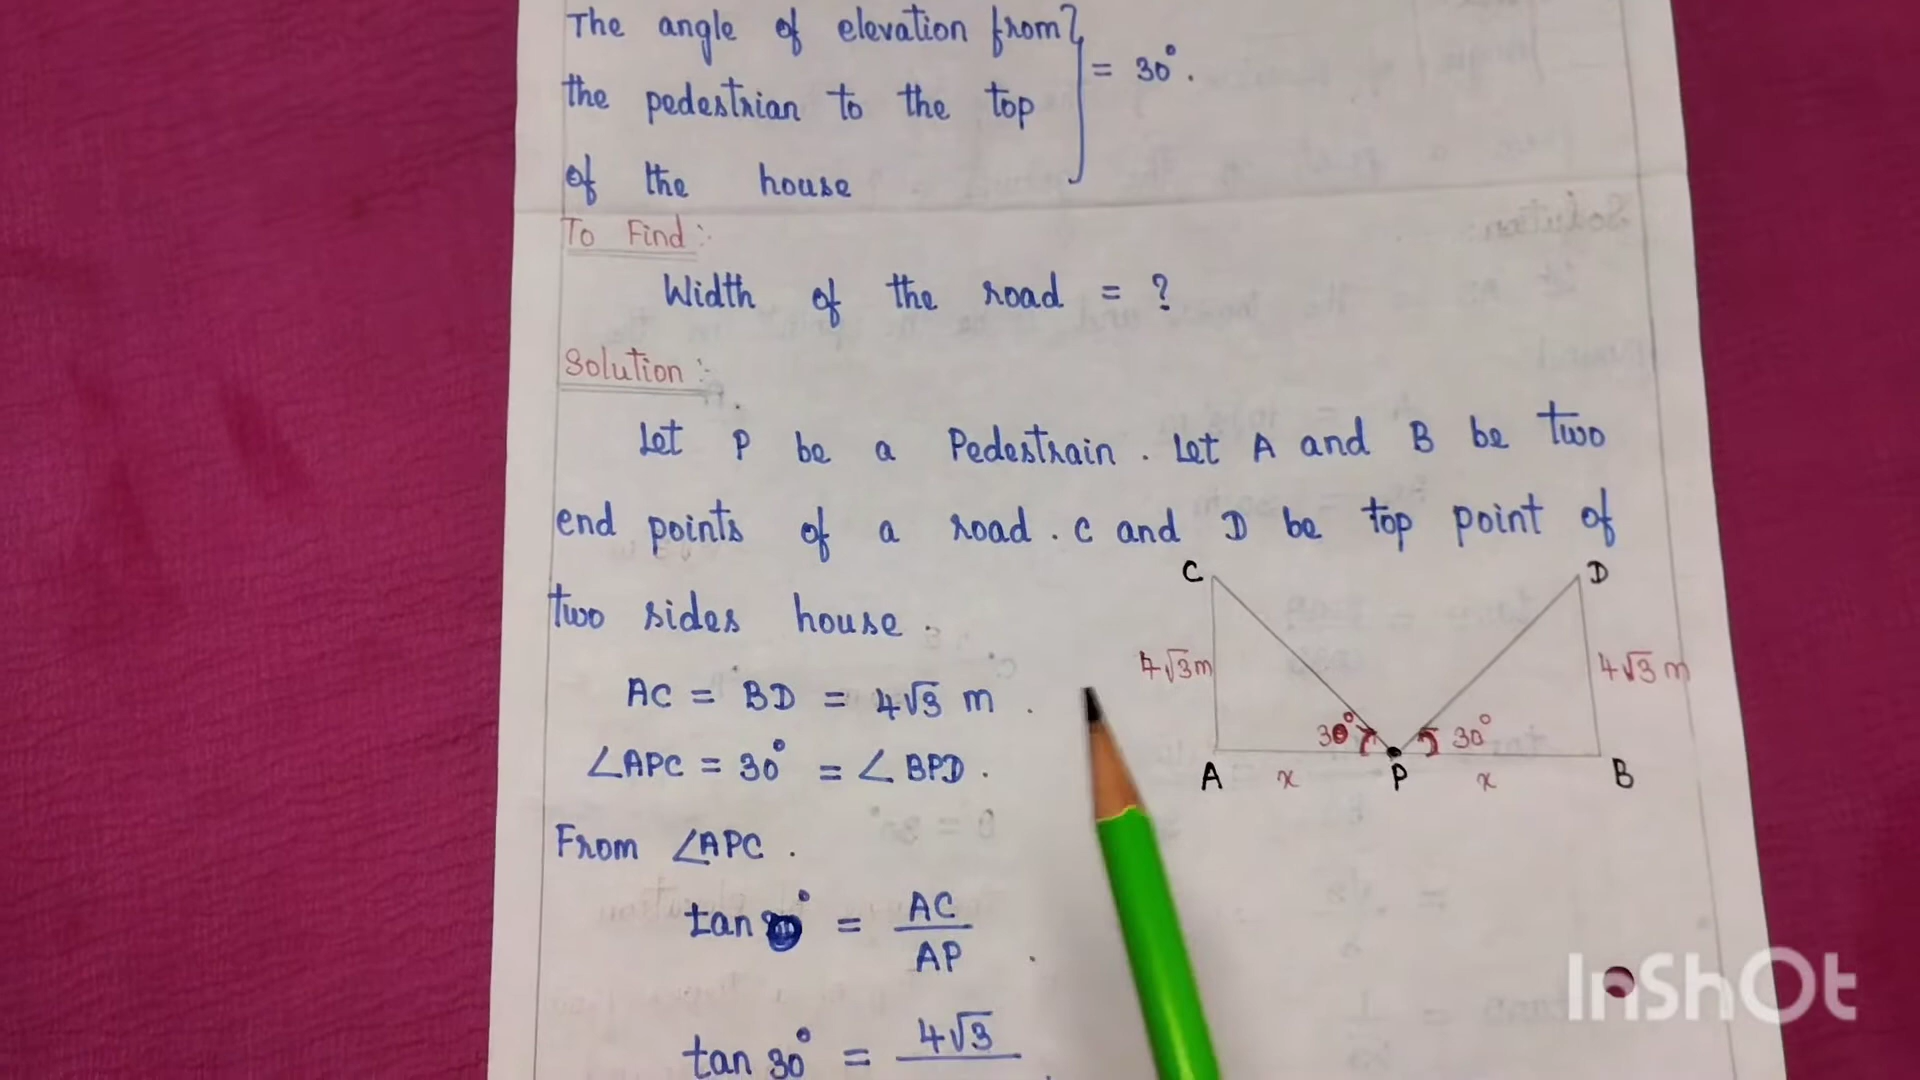 The angle of elevation from
the pedestrian to the top
of the house
= 30°.
To Find :
Width of the road = ?
Solution :
Let P be a Pedestrain. Let A and B be two
end points of a road. C and D be top point of
two sides house.
AC = BD = 4√3 m.
∠APC = 30° = ∠BPD.
C
D
4√3m
4√3 m
30°
30°
A
x
P
x
B
From ∠APC.
tan ° = AC/AP.
tan 30° = 4√3
InShOt